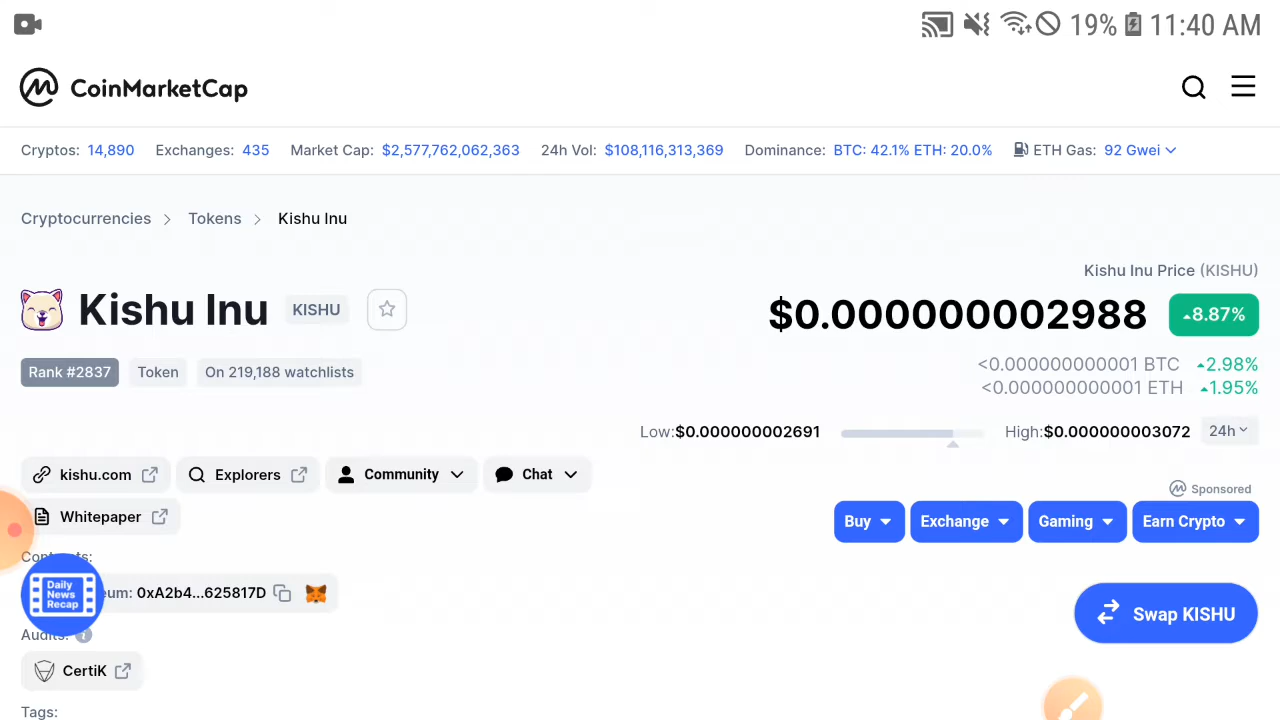 19% 11:40 AM
CoinMarketCap
Cryptos: 14,890 Exchanges: 435 Market Cap: $2,577,762,062,363 24h Vol: $108,116,313,369 Dominance: BTC: 42.1% ETH: 20.0% ETH Gas: 92 Gwei
Cryptocurrencies > Tokens > Kishu Inu
Kishu Inu Price (KISHU)
Kishu Inu KISHU
$0.000000002988 8.87%
Rank #2837 Token On 219,188 watchlists
<0.000000000001 BTC 2.98%
<0.000000000001 ETH 1.95%
Low:$0.000000002691 High:$0.000000003072 24h
kishu.com Explorers Community Chat
Sponsored
Whitepaper
Buy Exchange Gaming Earn Crypto
Daily
News
Recap
0xA2b4...625817D
Swap KISHU
Audits:
CertiK
Tags: